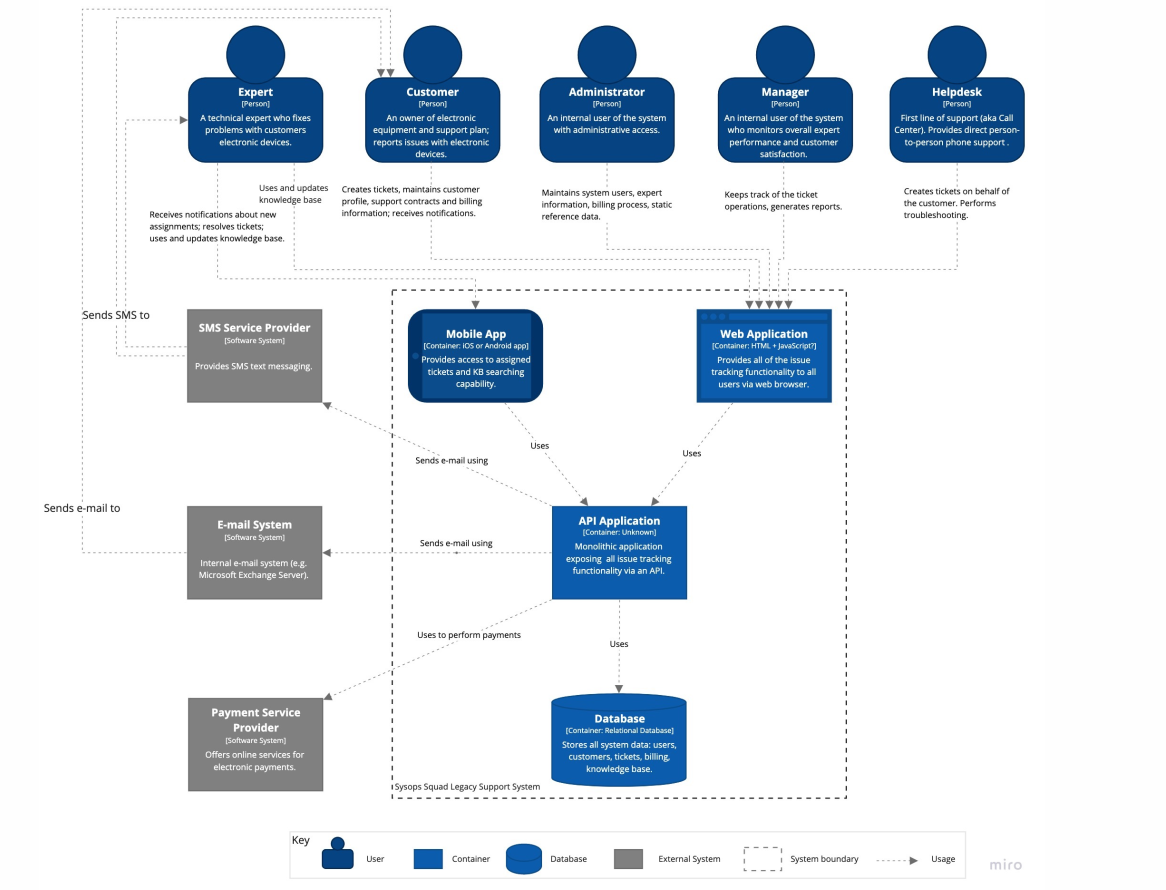 Expert
[Person]
A technical expert who fixes
problems with customers
electronic devices.
Customer
[Person]
An owner of electronic
equipment and support plan;
reports issues with electronic
devices.
Administrator
[Person]
An internal user of the system
with administrative access.
Manager
[Person]
An internal user of the system
who monitors overall expert
performance and customer
satisfaction.
Helpdesk
[Person]
First line of support (aka Call
Center). Provides direct person-
to-person phone support .
Uses and updates
knowledge base
Receives notifications about new
assignments; resolves tickets;
uses and updates knowledge base.
Creates tickets, maintains customer
profile, support contracts and billing
information; receives notifications.
Maintains system users, expert
information, billing process, static
reference data.
Keeps track of the ticket
operations, generates reports.
Creates tickets on behalf of
the customer. Performs
troubleshooting.
Sends SMS to
SMS Service Provider
[Software System]
Provides SMS text messaging.
Mobile App
[Container: iOS or Android app]
Provides access to assigned
tickets and KB searching
capability.
Web Application
[Container: HTML + JavaScript?]
Provides all of the issue
tracking functionality to all
users via web browser.
Uses
Uses
Sends e-mail using
Sends e-mail to
E-mail System
[Software System]
Internal e-mail system (e.g.
Microsoft Exchange Server).
Sends e-mail using
API Application
[Container: Unknown]
Monolithic application
exposing all issue tracking
functionality via an API.
Uses to perform payments
Uses
Payment Service
Provider
[Software System]
Offers online services for
electronic payments.
Database
[Container: Relational Database]
Stores all system data: users,
customers, tickets, billing,
knowledge base.
Sysops Squad Legacy Support System
Key
User
Container
Database
External System
System boundary
Usage
miro